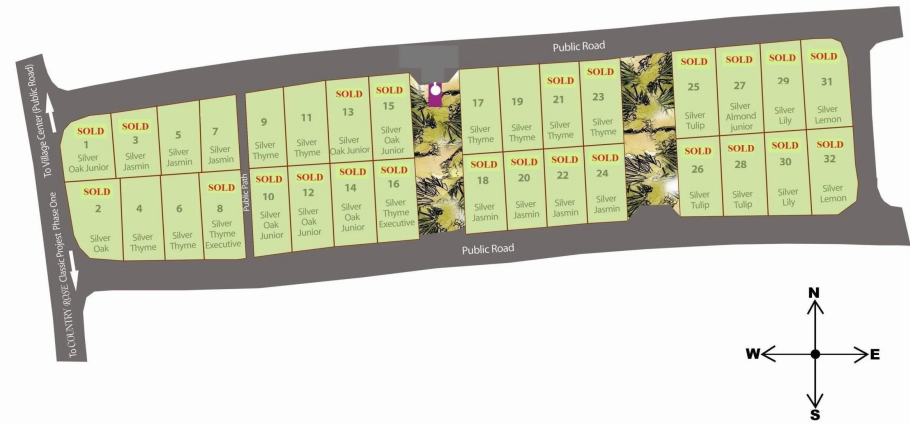 Public Road
To Village Center (Public Road)
To COUNTRY ROSE Classic Projest Phase One
SOLD
1
Silver
Oak Junior
SOLD
3
Silver
Jasmin
5
Silver
Jasmin
7
Silver
Jasmin
9
Silver
Thyme
11
Silver
Thyme
SOLD
13
Silver
Oak Junior
SOLD
15
Silver
Oak
Junior
17
Silver
Thyme
19
Silver
Thyme
SOLD
21
Silver
Thyme
SOLD
23
Silver
Thyme
SOLD
25
Silver
Tulip
SOLD
27
Silver
Almond
junior
SOLD
29
Silver
Lily
SOLD
31
Silver
Lemon
SOLD
2
Silver
Oak
4
Silver
Thyme
6
Silver
Thyme
SOLD
8
Silver
Thyme
Executive
Public Path
SOLD
10
Silver
Oak
Junior
SOLD
12
Silver
Oak
Junior
SOLD
14
Silver
Oak
Junior
SOLD
16
Silver
Thyme
Executive
SOLD
18
Silver
Jasmin
SOLD
20
Silver
Jasmin
SOLD
22
Silver
Jasmin
SOLD
24
Silver
Jasmin
SOLD
26
Silver
Tulip
SOLD
28
Silver
Tulip
SOLD
30
Silver
Lily
SOLD
32
Silver
Lemon
Public Road
N
W
E
S